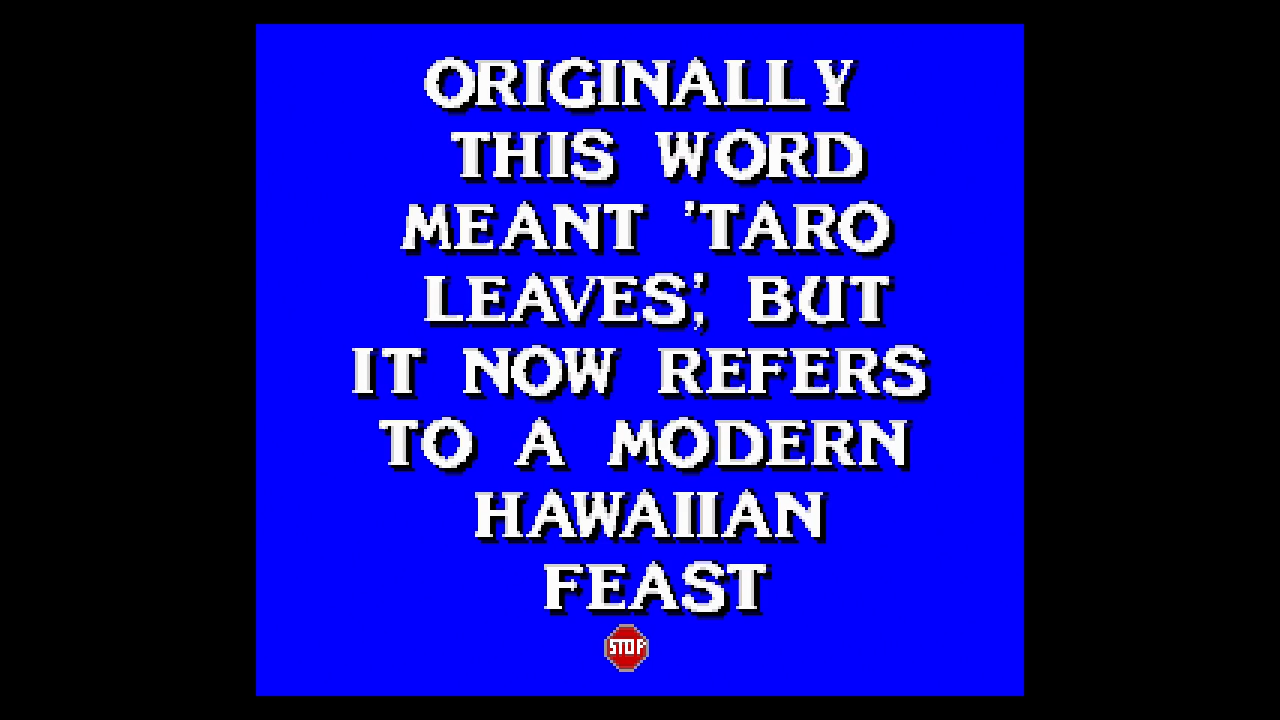 ORIGINALLY
THIS WORD
MEANT 'TARO
LEAVES,' BUT
IT NOW REFERS
TO A MODERN
HAWAIIAN
FEAST
STOP